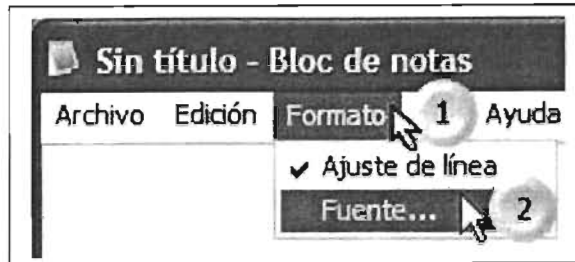 Sin título - Bloc de notas
Archivo Edición Formato 1 Ayuda
✓ Ajuste de línea
Fuente... 2